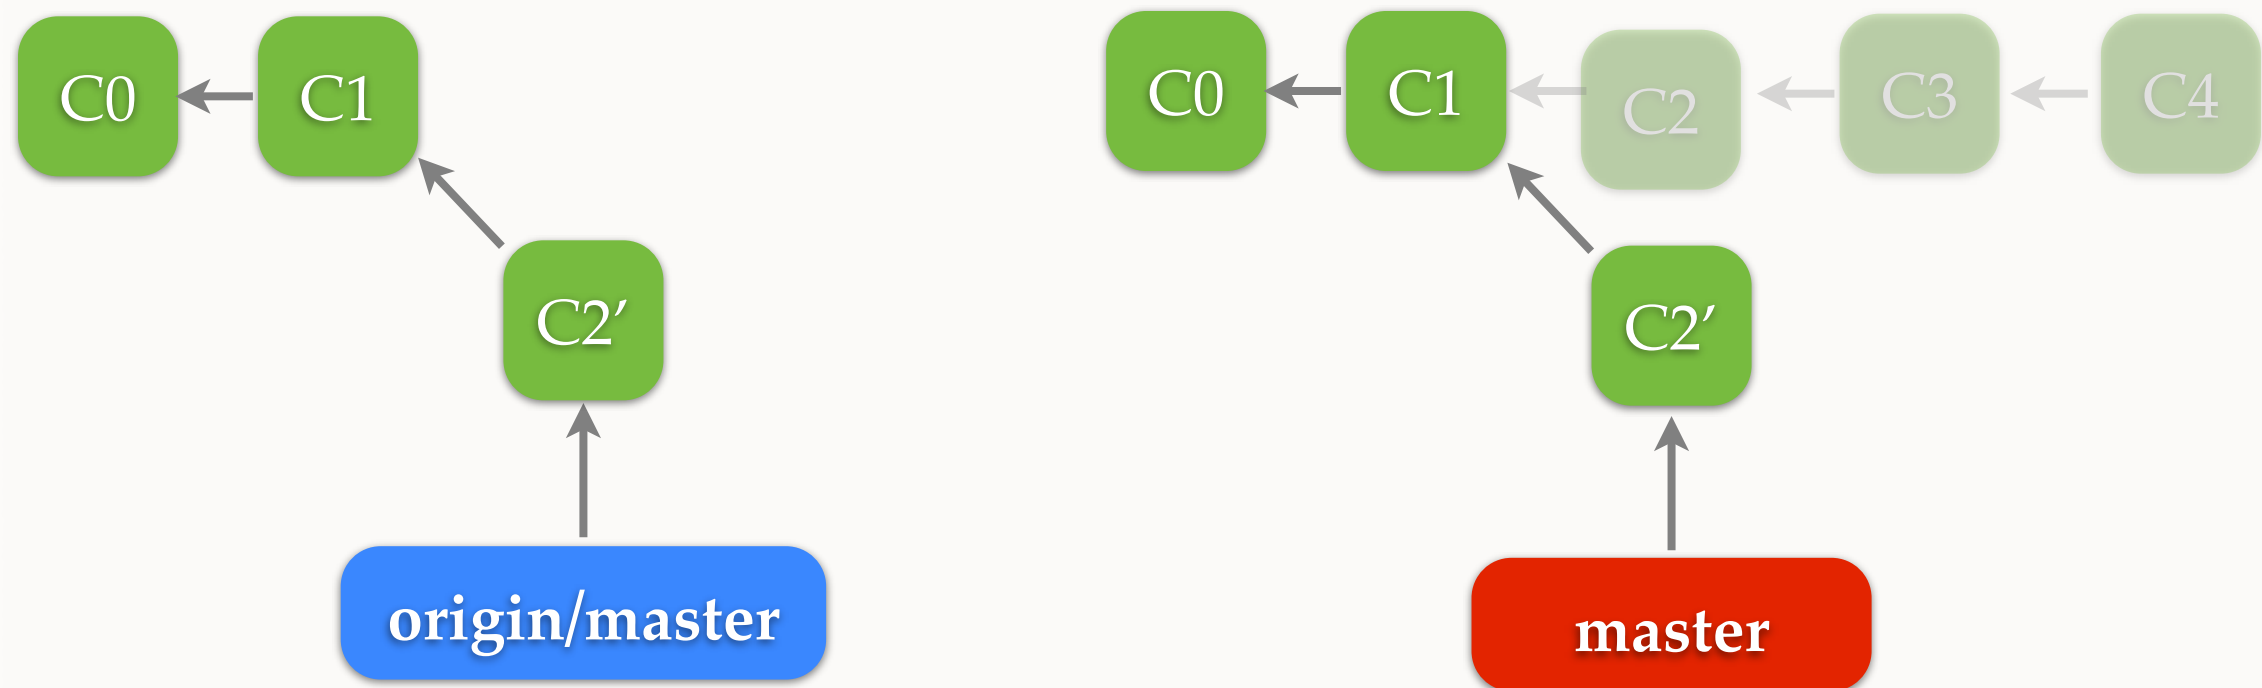 C0
C1
C2’
origin/master
C0
C1
C2
C3
C4
C2’
master